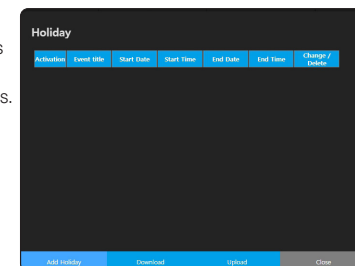 Holiday
s
Activation Event title Start Date Start Time End Date End Time Change / Delete
s.
Add Holiday Download Upload Close